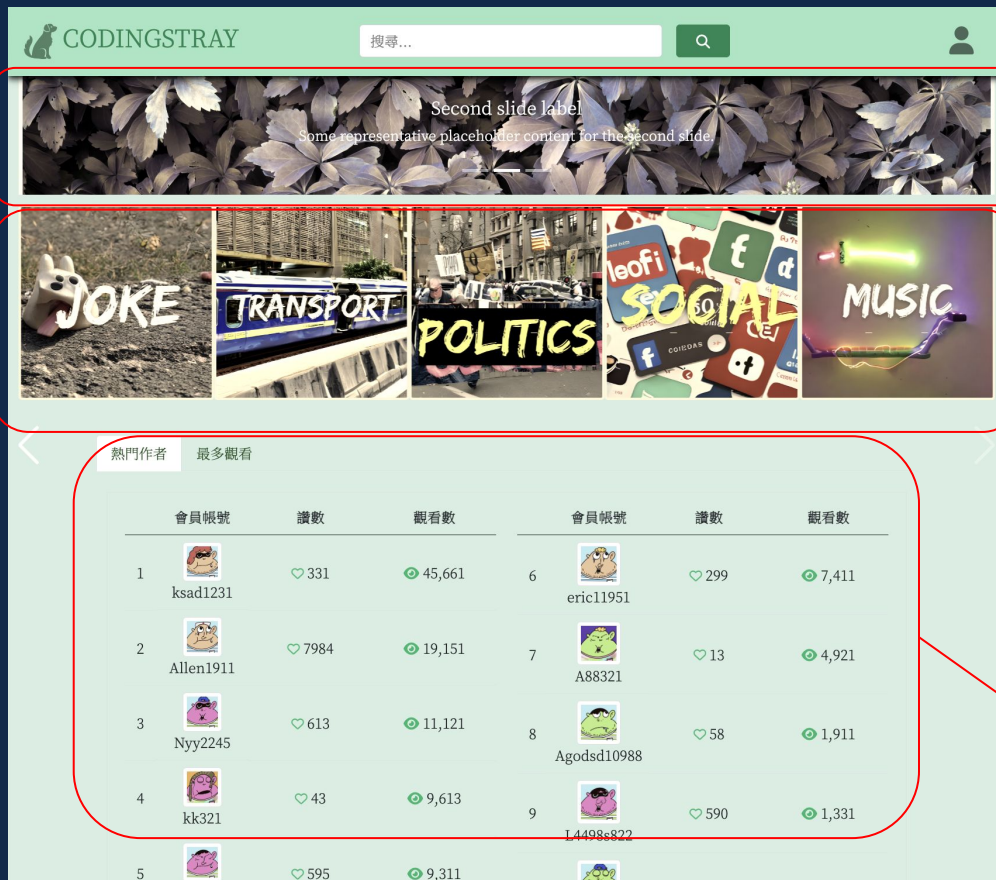 CODINGSTRAY
搜尋...
Second slide label
Some representative placeholder content for the second slide.
JOKE
TRANSPORT
POLITICS
SOCIAL
MUSIC
熱門作者 最多觀看
會員帳號 讚數 觀看數 會員帳號 讚數 觀看數
1 ksad1231 331 45,661
6 eric11951 299 7,411
2 Allen1911 7984 19,151
7 A88321 13 4,921
3 Nyy2245 613 11,121
8 Agodsd10988 58 1,911
4 kk321 43 9,613
9 L4498s822 590 1,331
5 595 9,311